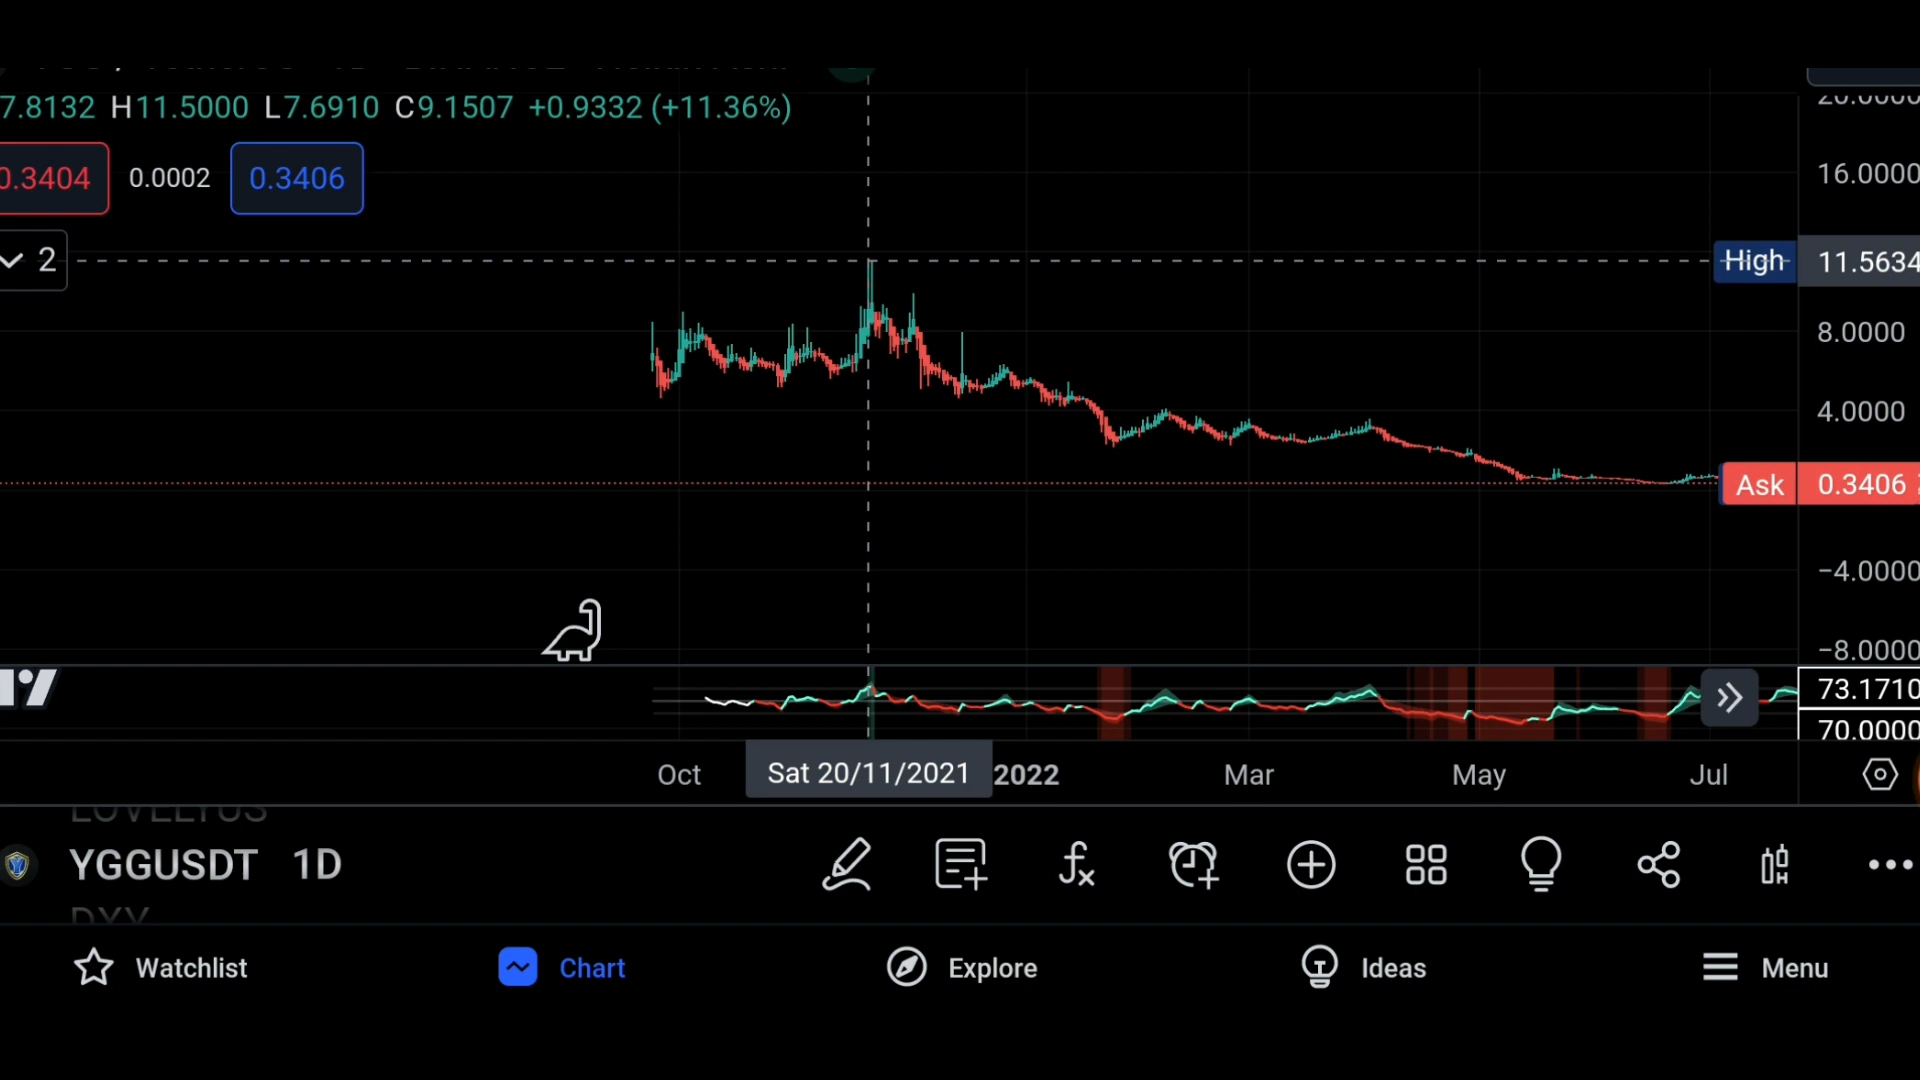 7.8132 H11.5000 L7.6910 C9.1507 +0.9332 (+11.36%)
20.0000
16.0000
0.3404 0.0002 0.3406
2
High 11.5634
8.0000
4.0000
Ask 0.3406
−4.0000
−8.0000
73.1710
70.0000
Oct Sat 20/11/2021 2022 Mar May Jul
LOVELYUS
YGGUSDT 1D
DXY
Watchlist Chart Explore Ideas Menu